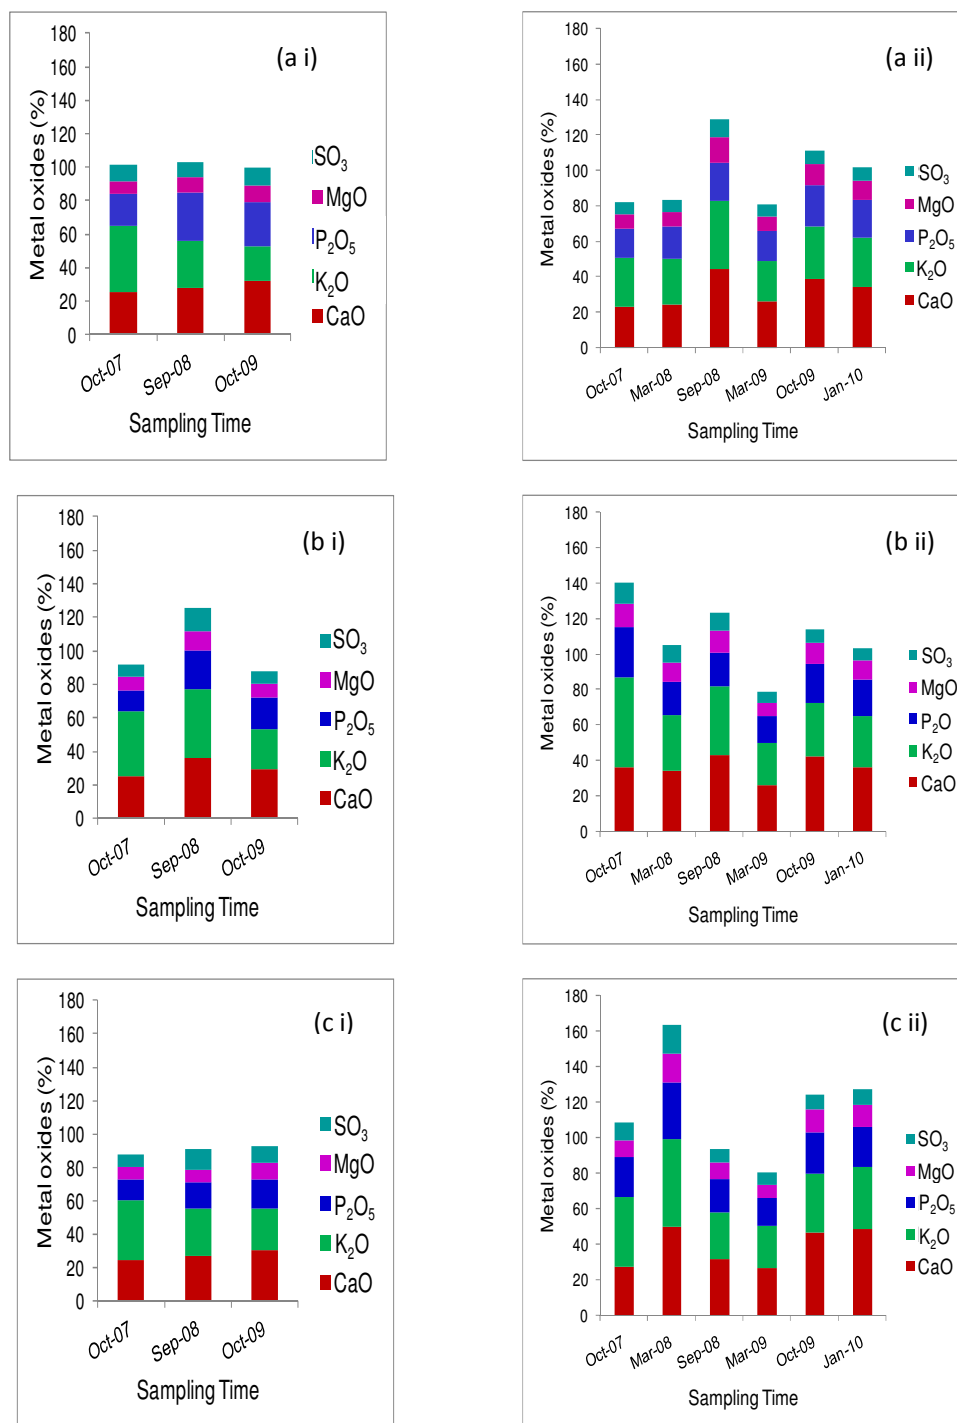 (a i)
Metal oxides (%)
180
160
140
120
100
80
60
40
20
0
SO3
MgO
P2O5
K2O
CaO
Oct-07
Sep-08
Oct-09
Sampling Time
(a ii)
Metal oxides (%)
180
160
140
120
100
80
60
40
20
0
SO3
MgO
P2O5
K2O
CaO
Oct-07
Mar-08
Sep-08
Mar-09
Oct-09
Jan-10
Sampling Time
(b i)
Metal oxides (%)
180
160
140
120
100
80
60
40
20
0
SO3
MgO
P2O5
K2O
CaO
Oct-07
Sep-08
Oct-09
Sampling Time
(b ii)
Metal oxides (%)
180
160
140
120
100
80
60
40
20
0
SO3
MgO
P2O
K2O
CaO
Oct-07
Mar-08
Sep-08
Mar-09
Oct-09
Jan-10
Sampling Time
(c i)
Metal oxides (%)
180
160
140
120
100
80
60
40
20
0
SO3
MgO
P2O5
K2O
CaO
Oct-07
Sep-08
Oct-09
Sampling Time
(c ii)
Metal oxides (%)
180
160
140
120
100
80
60
40
20
0
SO3
MgO
P2O5
K2O
CaO
Oct-07
Mar-08
Sep-08
Mar-09
Oct-09
Jan-10
Sampling Time